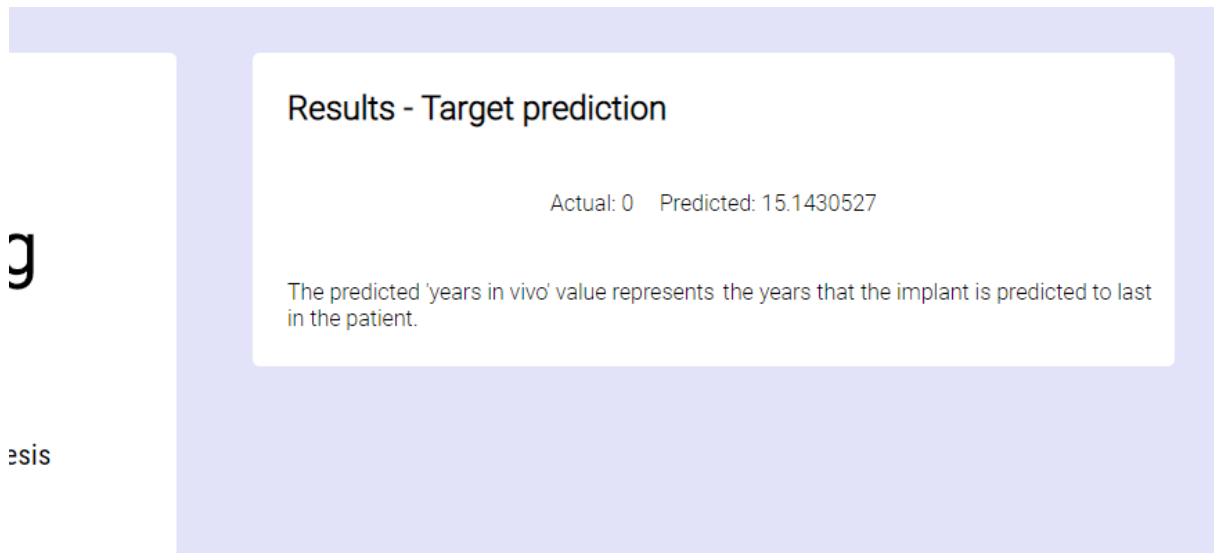 Results - Target prediction
Actual: 0 Predicted: 15.1430527
g
The predicted 'years in vivo' value represents the years that the implant is predicted to last
in the patient.
esis